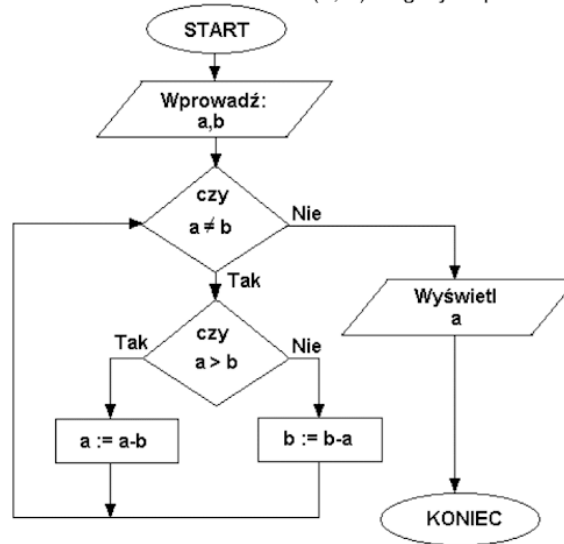 START
Wprowadź:
a,b
czy
a ≠ b
Nie
Tak
Wyświetl
a
czy
a > b
Tak
Nie
a := a-b
b := b-a
KONIEC